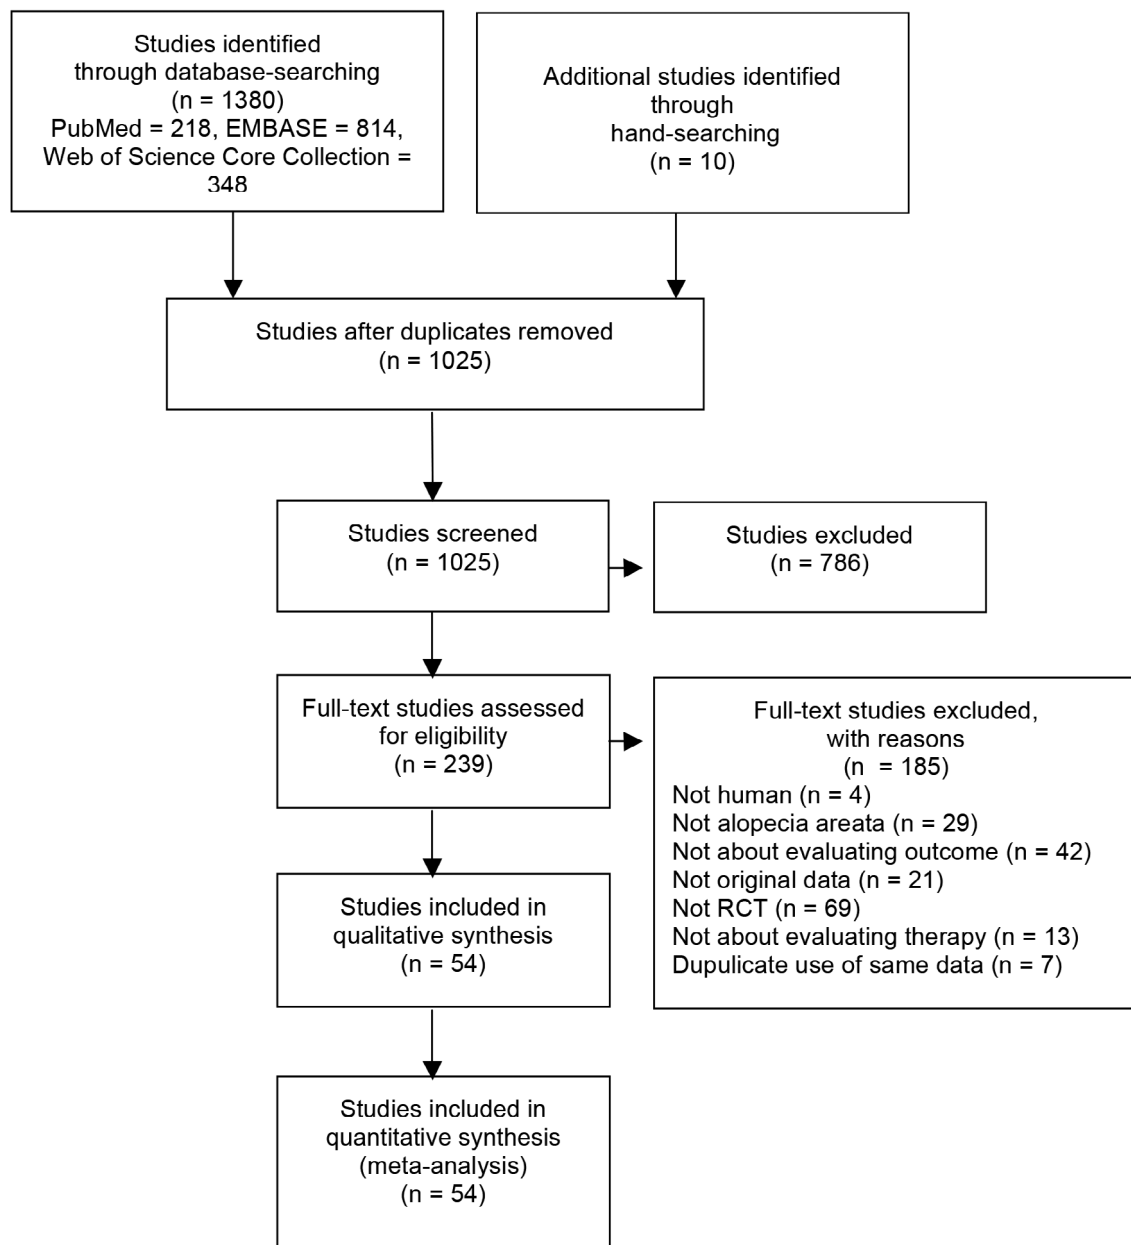 Studies identified
through database-searching
(n = 1380)
PubMed = 218, EMBASE = 814,
Web of Science Core Collection =
348
Additional studies identified
through
hand-searching
(n = 10)
Studies after duplicates removed
(n = 1025)
Studies screened
(n = 1025)
Studies excluded
(n = 786)
Full-text studies assessed
for eligibility
(n = 239)
Full-text studies excluded,
with reasons
(n = 185)
Not human (n = 4)
Not alopecia areata (n = 29)
Not about evaluating outcome (n = 42)
Not original data (n = 21)
Not RCT (n = 69)
Not about evaluating therapy (n = 13)
Dupulicate use of same data (n = 7)
Studies included in
qualitative synthesis
(n = 54)
Studies included in
quantitative synthesis
(meta-analysis)
(n = 54)